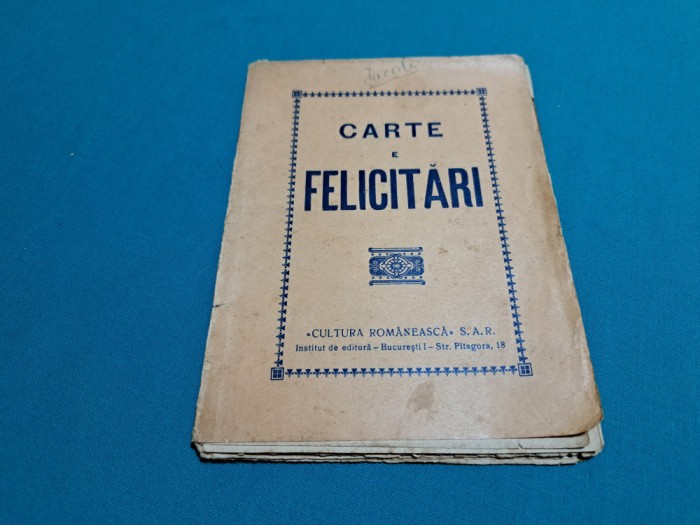 CARTE
E
FELICITĂRI
«CULTURA ROMÂNEASCĂ» S.A.R.
Institut de editură – București I – Str. Pitagora, 18